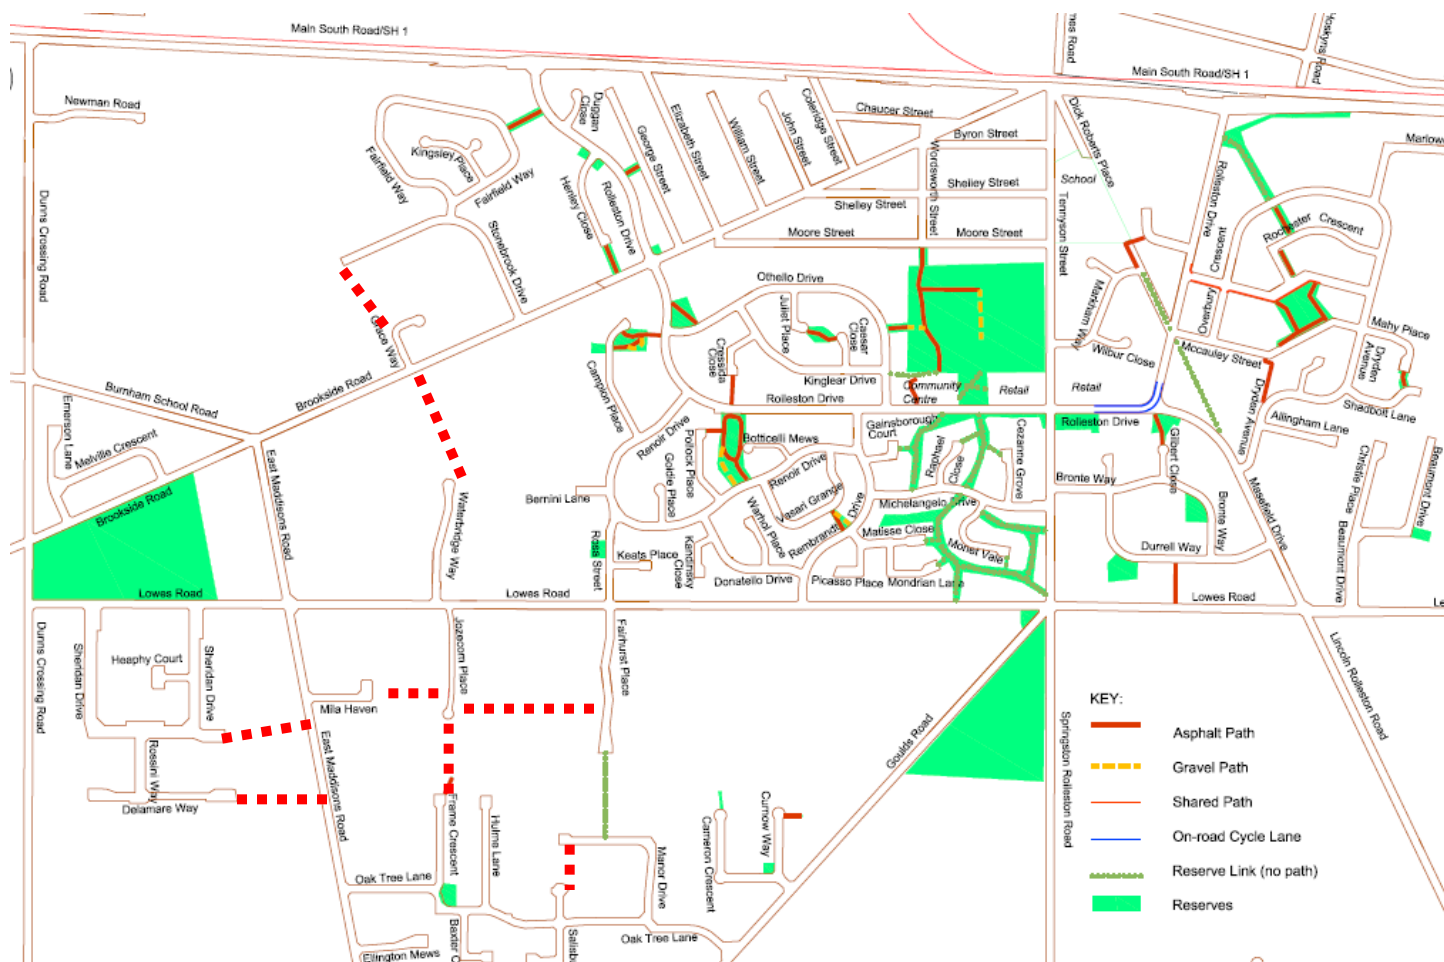 Main South Road/SH 1
Main South Road/SH 1
Hoskyns Road
Newman Road
Duggan Close
Elizabeth Street
George Street
William Street
John Street
Coleridge Street
Chaucer Street
Byron Street
Wordsworth Street
Dick Roberts Place
School
Marlow
Kingsley Place
Fairfield Way
Fairfield Way
Henley Close
Rolleston Drive
Stonebrook Drive
Shelley Street
Shelley Street
Moore Street
Moore Street
Tennyson Street
Rolleston Drive
Rochester Crescent
Crescent
Overbury
Dunns Crossing Road
Othello Drive
Juliet Place
Caesar Close
Cressida Close
Kinglear Drive
Rolleston Drive
Community Centre
Retail
Retail
Markham Way
Wilbur Close
Mccauley Street
Mahy Place
Dryden Avenue
Shadbolt Lane
Allingham Lane
Dryden Avenue
Grace Way
Brookside Road
Burnham School Road
Emerson Lane
Melville Crescent
Brookside Road
East Maddisons Road
Campion Place
Renoir Drive
Pollock Place
Goldie Place
Botticelli Mews
Renoir Drive
Vasari Grange
Warhol Place
Rembrandt Drive
Gainsborough Court
Raphael Close
Cezanne Grove
Michelangelo Drive
Matisse Close
Monet Vale
Rolleston Drive
Gilbert Close
Bronte Way
Bronte Way
Durrell Way
Masefield Drive
Christie Place
Beaumont Drive
Beaumont Drive
Bernini Lane
Rosa Street
Keats Place
Kandinsky Close
Donatello Drive
Picasso Place
Mondrian Lane
Waterbridge Way
Lowes Road
Lowes Road
Lowes Road
Le
Dunns Crossing Road
Sheridan Drive
Heaphy Court
Sheridan Drive
Rossini Way
Delamare Way
Mila Haven
East Maddisons Road
Jozecom Place
Fairhurst Place
Goulds Road
Springston Rolleston Road
Lincoln Rolleston Road
Frame Crescent
Hulme Lane
Oak Tree Lane
Manor Drive
Cameron Crescent
Curnow Way
Oak Tree Lane
Baxter C
Salisb
Ellington Mews
KEY:
Asphalt Path
Gravel Path
Shared Path
On-road Cycle Lane
Reserve Link (no path)
Reserves